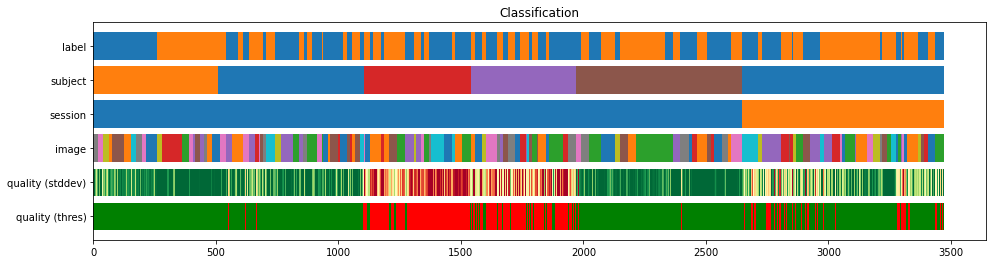 Classification
label
subject
session
image
quality (stddev)
quality (thres)
0 500 1000 1500 2000 2500 3000 3500